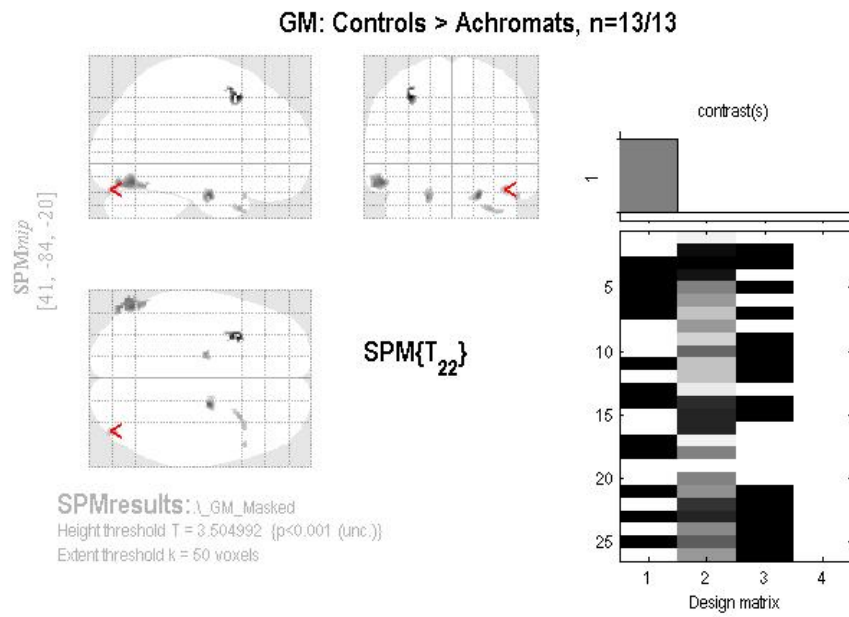 GM: Controls > Achromats, n=13/13
SPMmip
[41, -84, -20]
SPM{T22}
SPMresults: .\_GM_Masked
Height threshold T = 3.504992 {p<0.001 (unc.)}
Extent threshold k = 50 voxels
contrast(s)
1
5
10
15
20
25
1 2 3 4
Design matrix